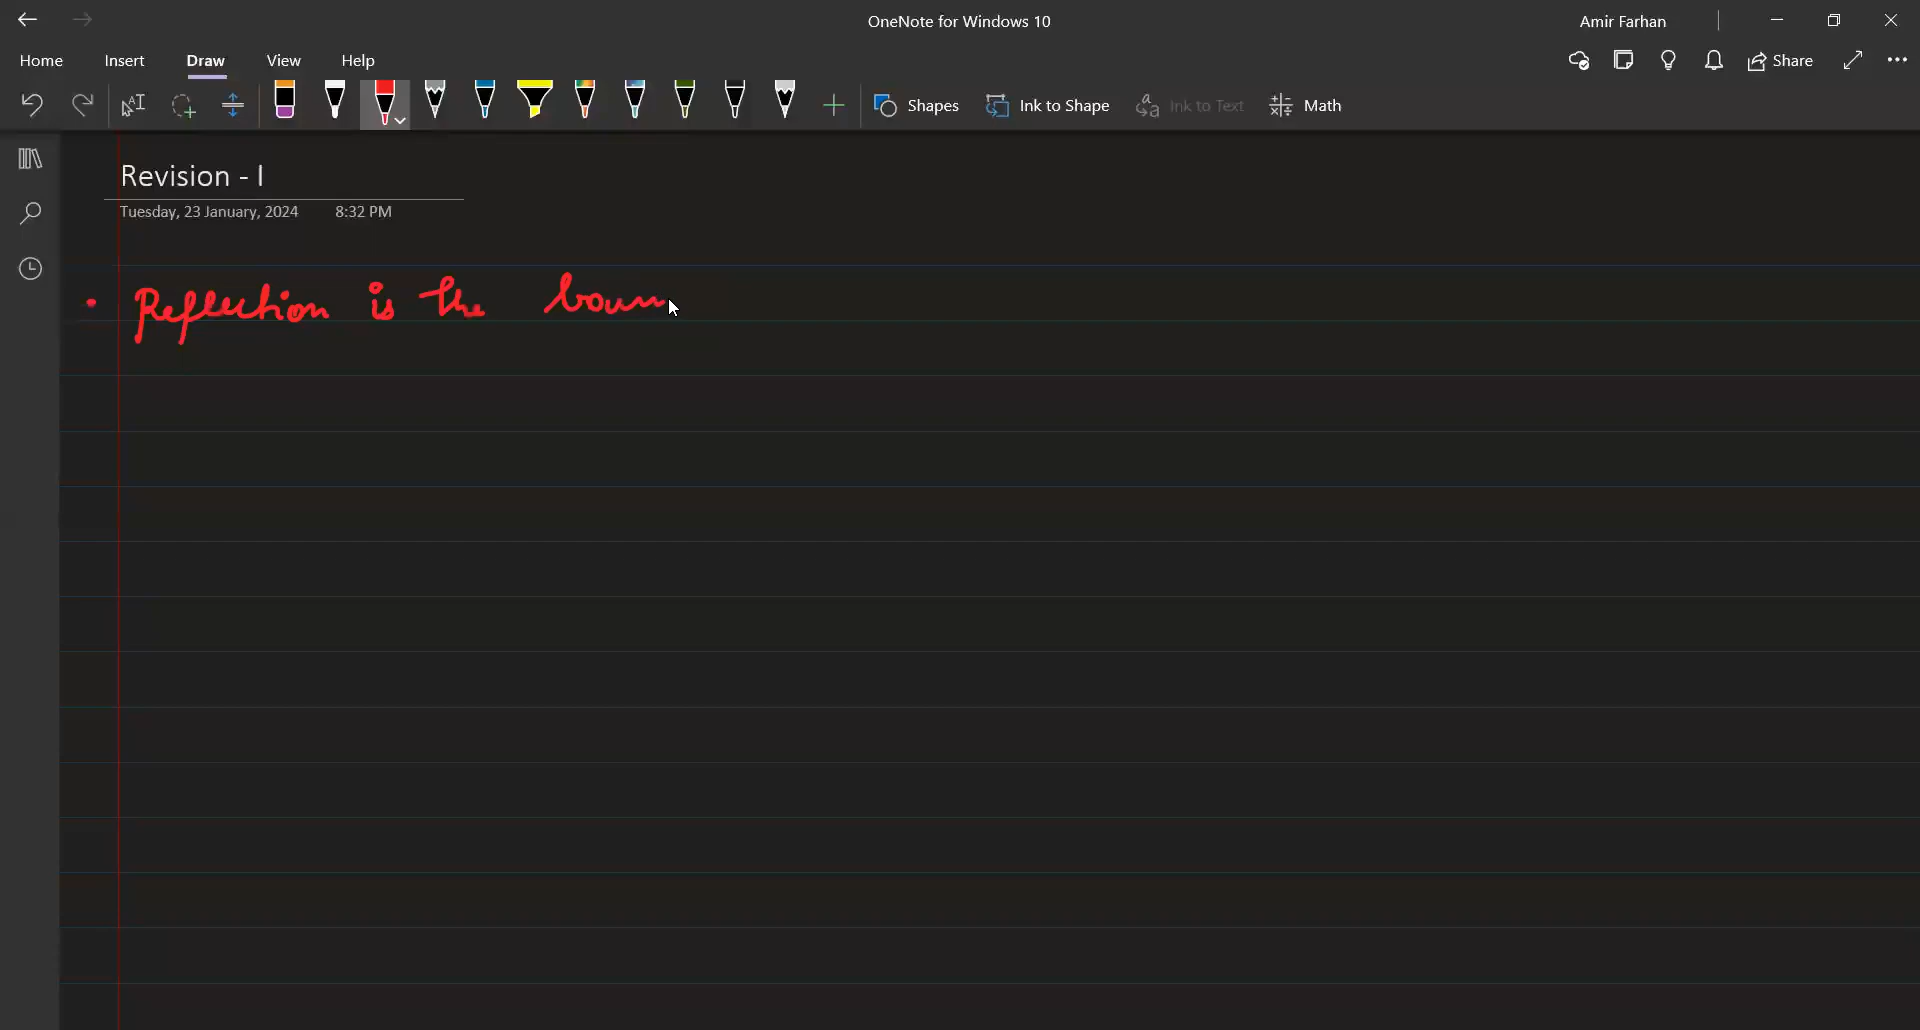 OneNote for Windows 10
Amir Farhan
Home Insert Draw View Help
Share
Shapes Ink to Shape Ink to Text Math
Revision - I
Tuesday, 23 January, 2024 8:32 PM
• Reflection is the boun